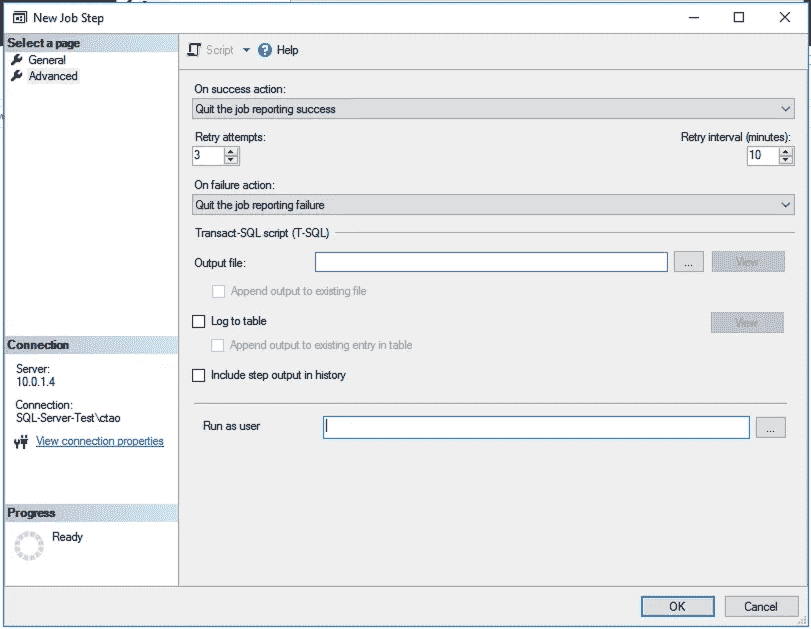 New Job Step
Select a page
General
Advanced
Script
Help
On success action:
Quit the job reporting success
Retry attempts:
Retry interval (minutes):
3
10
On failure action:
Quit the job reporting failure
Transact-SQL script (T-SQL)
Output file:
...
View
Append output to existing file
Log to table
View
Append output to existing entry in table
Include step output in history
Run as user
...
Connection
Server:
10.0.1.4
Connection:
SQL-Server-Test\ctao
View connection properties
Progress
Ready
OK
Cancel